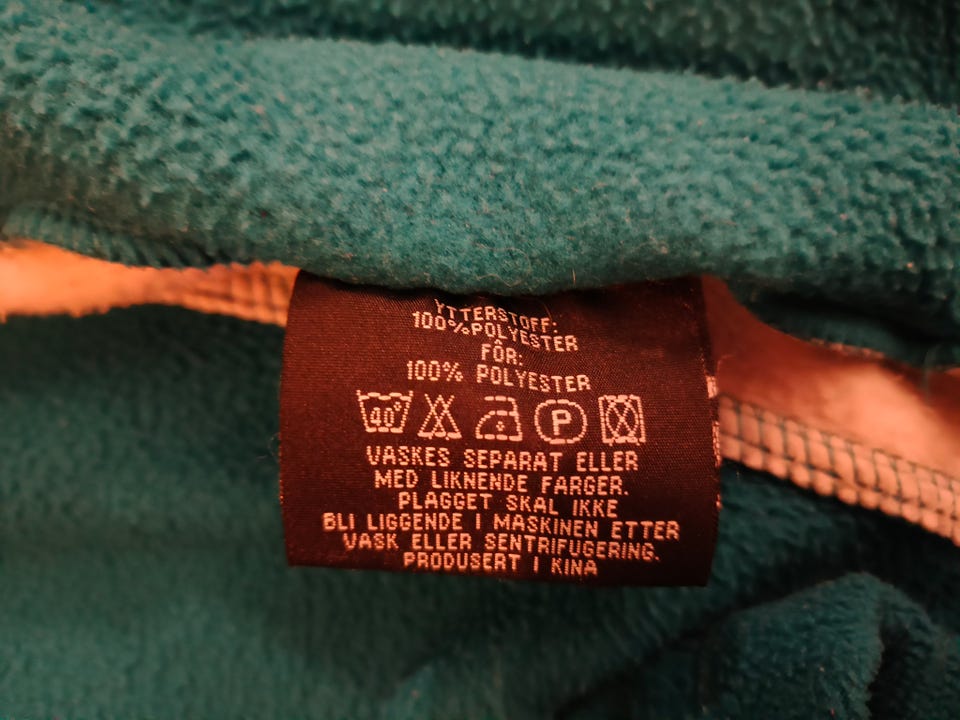 YTTERSTOFF:
100%POLYESTER
FÔR:
100% POLYESTER
40°
P
VASKES SEPARAT ELLER
MED LIKNENDE FARGER.
PLAGGET SKAL IKKE
BLI LIGGENDE I MASKINEN ETTER
VASK ELLER SENTRIFUGERING.
PRODUSERT I KINA